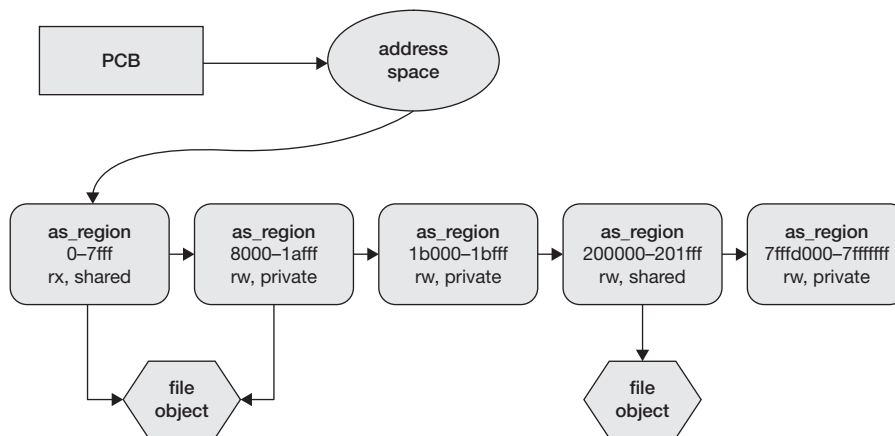 PCB
address
space
as_region
0–7fff
rx, shared
as_region
8000–1afff
rw, private
as_region
1b000–1bfff
rw, private
as_region
200000–201fff
rw, shared
as_region
7fffd000–7fffffff
rw, private
file
object
file
object